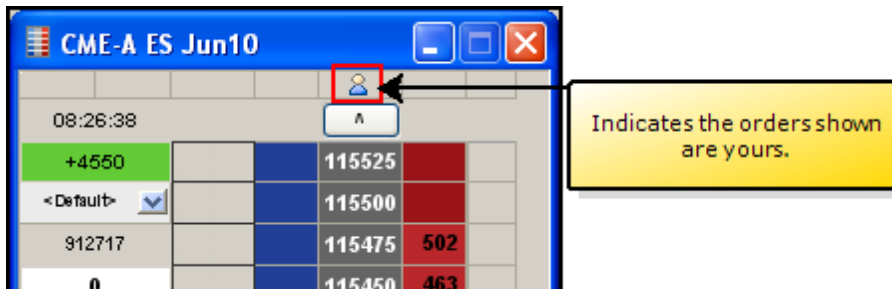 CME-A ES Jun10
08:26:38 ^
+4550 115525
<Default> 115500
912717 115475 502
0 115450 463
Indicates the orders shown
are yours.